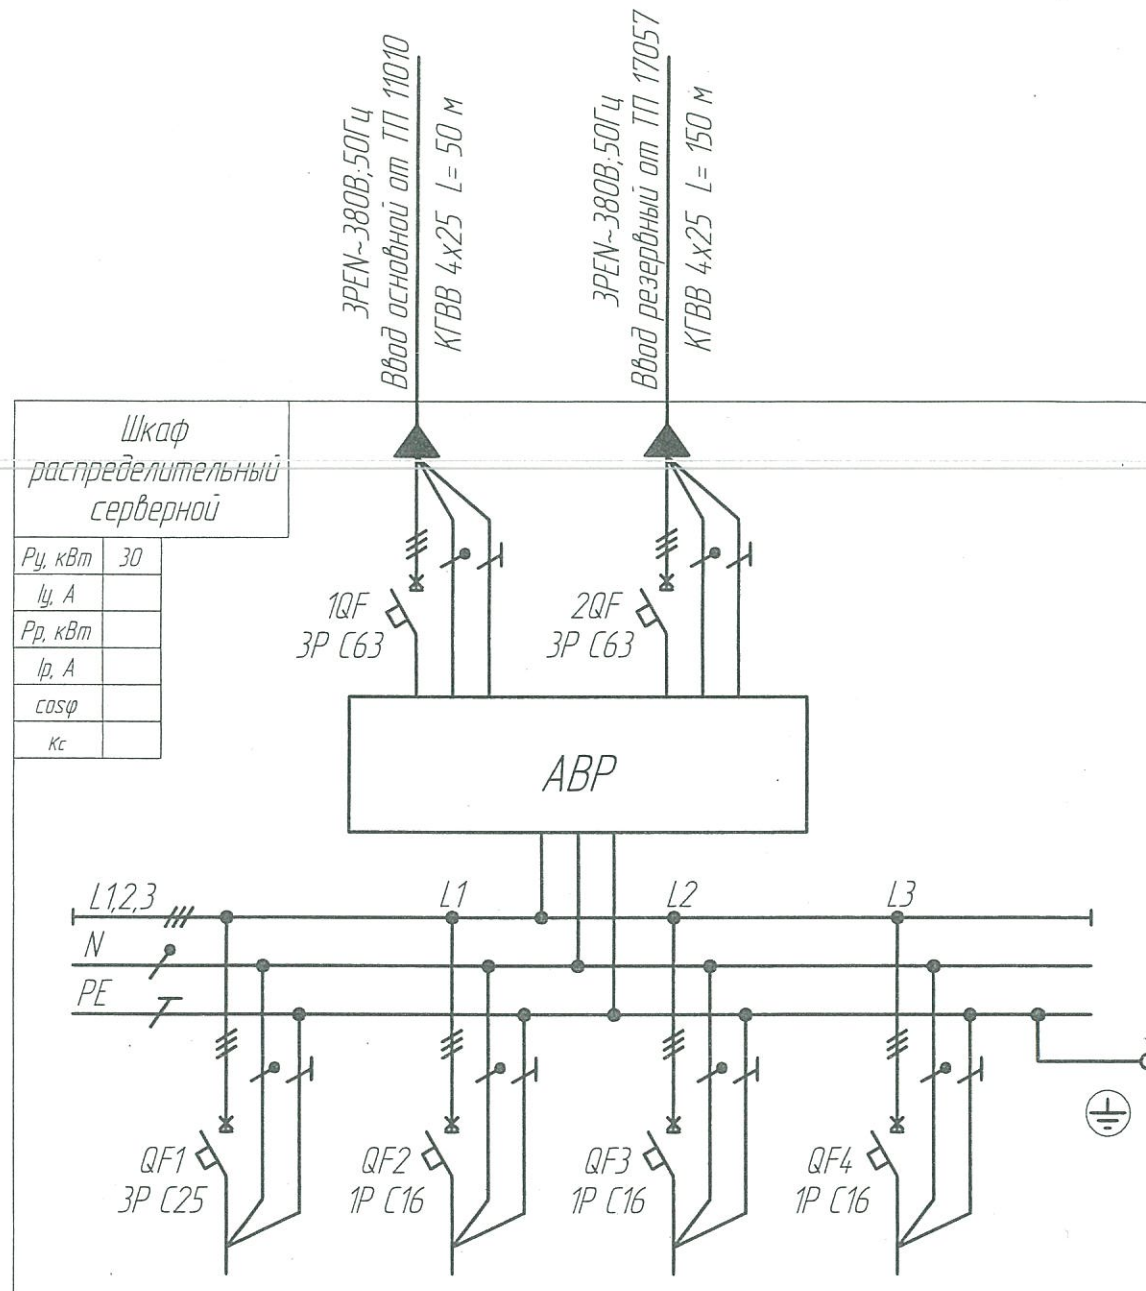 3PEN~380В;50Гц
Ввод основной от ТП 11010
КГВВ 4x25 L= 50 м
3PEN~380В;50Гц
Ввод резервный от ТП 17057
КГВВ 4x25 L= 150 м
Шкаф
распределительный
серверной
Ру, кВт 30
Iу, А
Рр, кВт
Iр, А
cosφ
Кс
1QF
3P C63
2QF
3P C63
АВР
L1,2,3
L1
L2
L3
N
PE
QF1
3P C25
QF2
1P C16
QF3
1P C16
QF4
1P C16